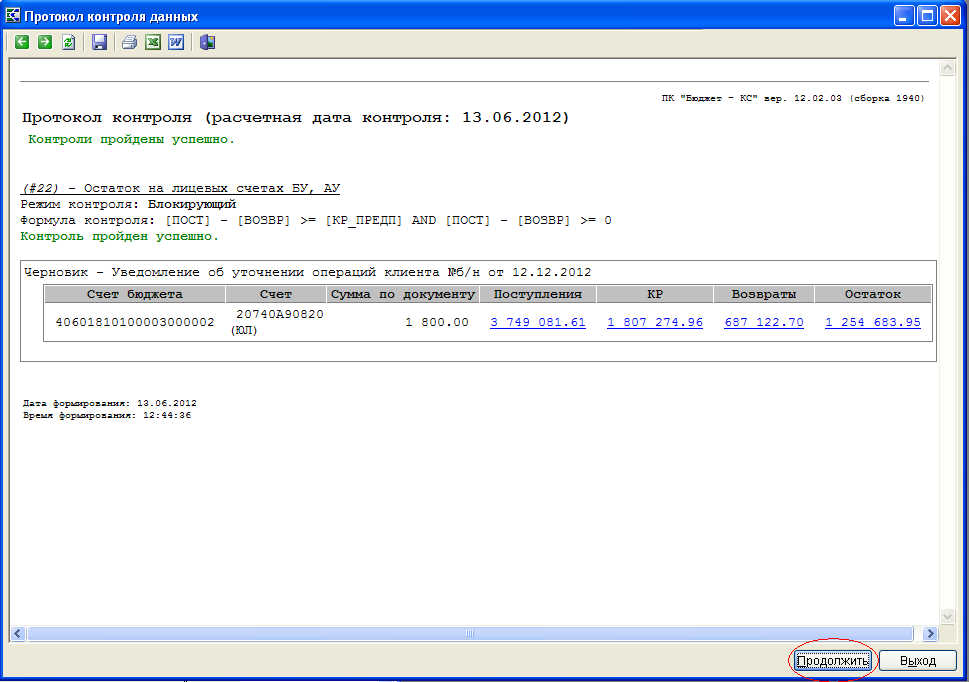 Протокол контроля данных
ПК "Бюджет - КС" вер. 12.02.03 (сборка 1940)
Протокол контроля (расчетная дата контроля: 13.06.2012)
Контроли пройдены успешно.
(#22) - Остаток на лицевых счетах БУ, АУ
Режим контроля: Блокирующий
Формула контроля: [ПОСТ] - [ВОЗВР] >= [КР_ПРЕДП] AND [ПОСТ] - [ВОЗВР] >= 0
Контроль пройден успешно.
Черновик - Уведомление об уточнении операций клиента №б/н от 12.12.2012
Счет бюджета Счет Сумма по документу Поступления КР Возвраты Остаток
40601810100003000002 20740А90820 (ЮЛ) 1 800.00 3 749 081.61 1 807 274.96 687 122.70 1 254 683.95
Дата формирования: 13.06.2012
Время формирования: 12:44:36
Продолжить Выход